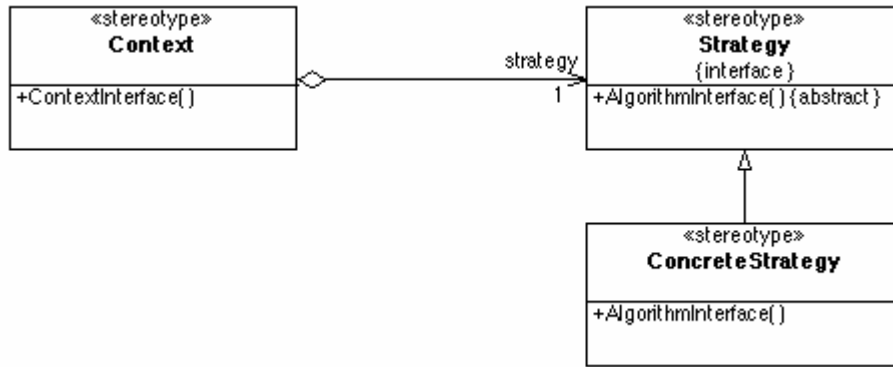 «stereotype»
Context
+ContextInterface()
strategy
1
«stereotype»
Strategy
{interface}
+AlgorithmInterface(){abstract}
«stereotype»
ConcreteStrategy
+AlgorithmInterface()